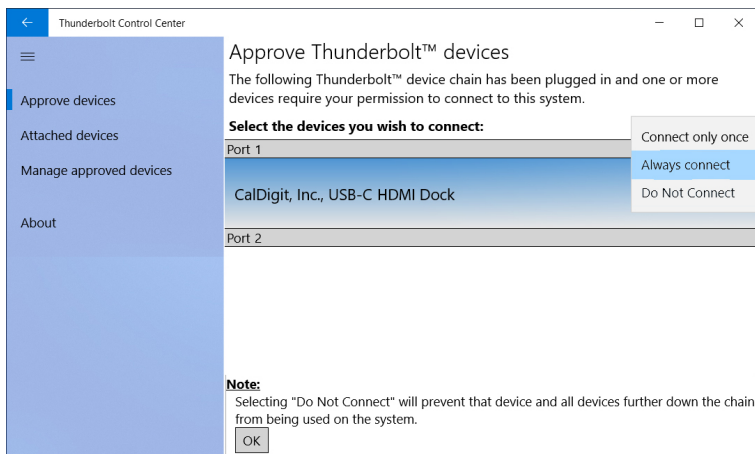 Thunderbolt Control Center
Approve devices
Attached devices
Manage approved devices
About
Approve Thunderbolt™ devices
The following Thunderbolt™ device chain has been plugged in and one or more
devices require your permission to connect to this system.
Select the devices you wish to connect:
Port 1
CalDigit, Inc., USB-C HDMI Dock
Connect only once
Always connect
Do Not Connect
Port 2
Note:
Selecting "Do Not Connect" will prevent that device and all devices further down the chain
from being used on the system.
OK